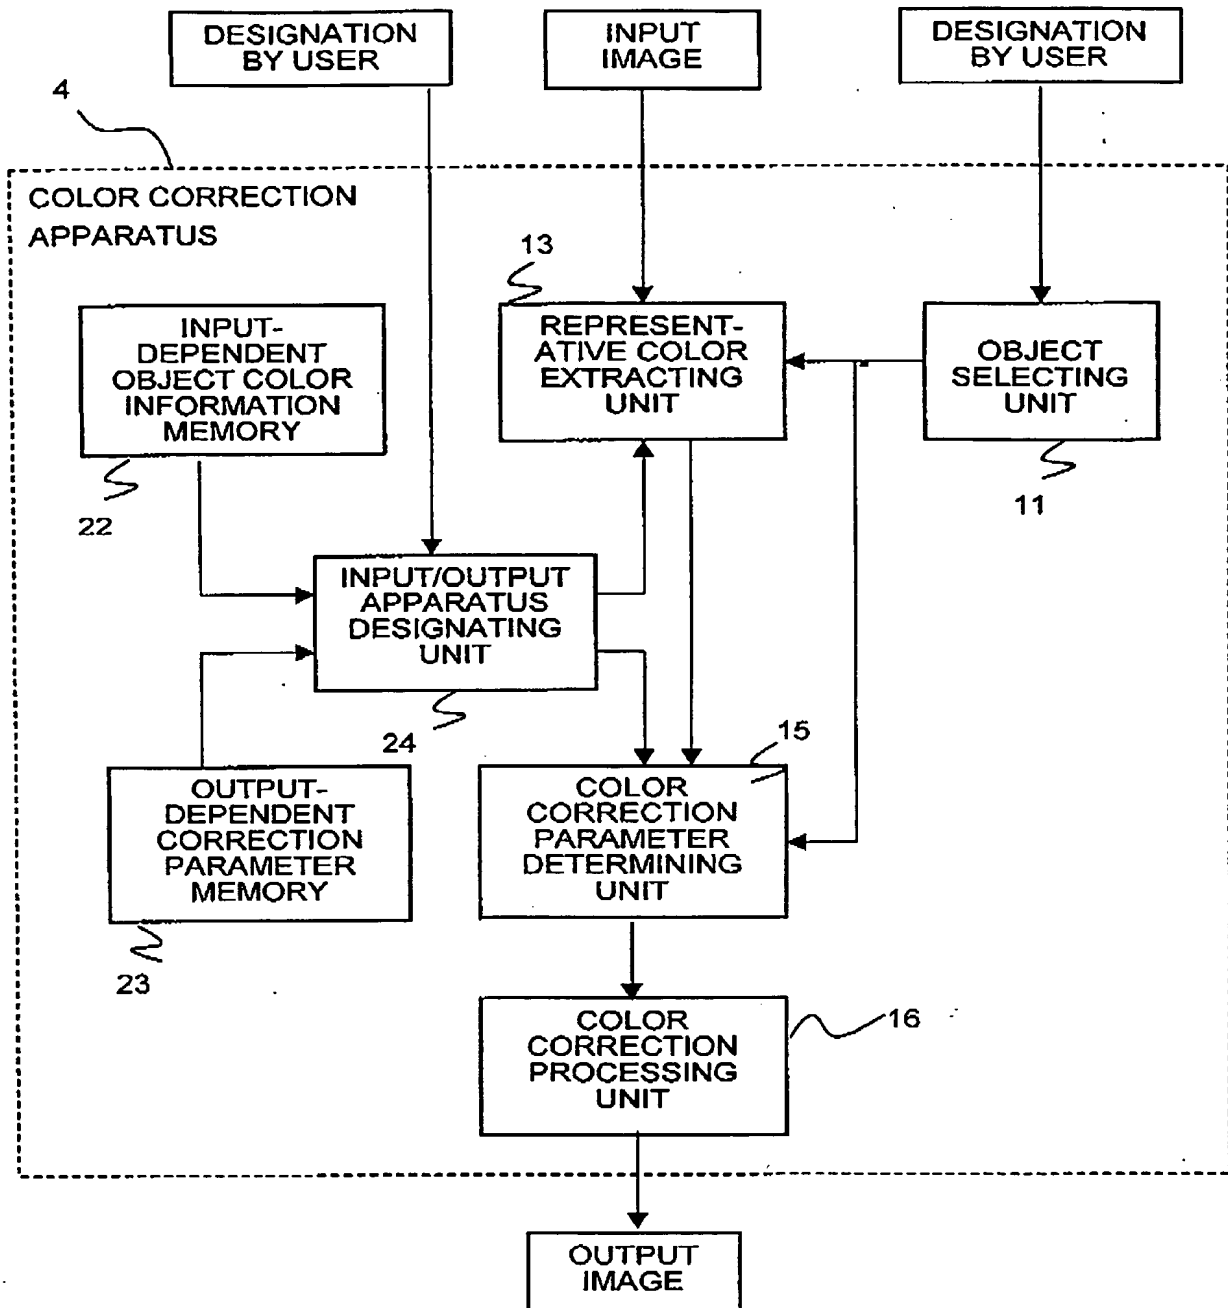 DESIGNATION
BY USER
INPUT
IMAGE
DESIGNATION
BY USER
4
COLOR CORRECTION
APPARATUS
13
INPUT-
DEPENDENT
OBJECT COLOR
INFORMATION
MEMORY
REPRESENT-
ATIVE COLOR
EXTRACTING
UNIT
OBJECT
SELECTING
UNIT
22
11
INPUT/OUTPUT
APPARATUS
DESIGNATING
UNIT
24
15
OUTPUT-
DEPENDENT
CORRECTION
PARAMETER
MEMORY
COLOR
CORRECTION
PARAMETER
DETERMINING
UNIT
23
COLOR
CORRECTION
PROCESSING
UNIT
16
OUTPUT
IMAGE